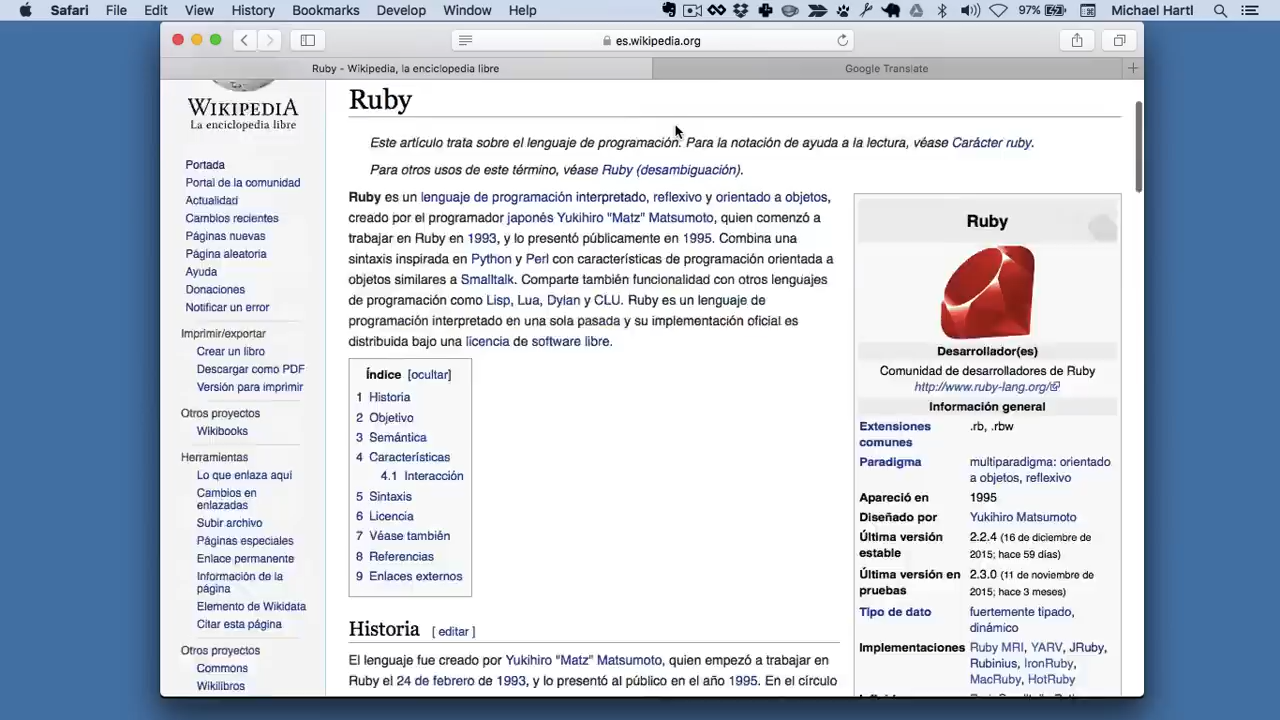 Safari File Edit View History Bookmarks Develop Window Help 97% Michael Hartl
es.wikipedia.org
Ruby - Wikipedia, la enciclopedia libre
Google Translate
WIKIPEDIA
La enciclopedia libre
Portada
Portal de la comunidad
Actualidad
Cambios recientes
Páginas nuevas
Página aleatoria
Ayuda
Donaciones
Notificar un error
Imprimir/exportar
Crear un libro
Descargar como PDF
Versión para imprimir
Otros proyectos
Wikibooks
Herramientas
Lo que enlaza aquí
Cambios en
enlazadas
Subir archivo
Páginas especiales
Enlace permanente
Información de la
página
Elemento de Wikidata
Citar esta página
Otros proyectos
Commons
Wikilibros
Ruby
Este artículo trata sobre el lenguaje de programación. Para la notación de ayuda a la lectura, véase Carácter ruby.
Para otros usos de este término, véase Ruby (desambiguación).
Ruby es un lenguaje de programación interpretado, reflexivo y orientado a objetos,
creado por el programador japonés Yukihiro "Matz" Matsumoto, quien comenzó a
trabajar en Ruby en 1993, y lo presentó públicamente en 1995. Combina una
sintaxis inspirada en Python y Perl con características de programación orientada a
objetos similares a Smalltalk. Comparte también funcionalidad con otros lenguajes
de programación como Lisp, Lua, Dylan y CLU. Ruby es un lenguaje de
programación interpretado en una sola pasada y su implementación oficial es
distribuida bajo una licencia de software libre.
Índice [ocultar]
1 Historia
2 Objetivo
3 Semántica
4 Características
4.1 Interacción
5 Sintaxis
6 Licencia
7 Véase también
8 Referencias
9 Enlaces externos
Historia [ editar ]
El lenguaje fue creado por Yukihiro "Matz" Matsumoto, quien empezó a trabajar en
Ruby el 24 de febrero de 1993, y lo presentó al público en el año 1995. En el círculo
Ruby
Desarrollador(es)
Comunidad de desarrolladores de Ruby
http://www.ruby-lang.org/
Información general
Extensiones comunes .rb, .rbw
Paradigma multiparadigma: orientado
a objetos, reflexivo
Apareció en 1995
Diseñado por Yukihiro Matsumoto
Última versión estable 2.2.4 (16 de diciembre de
2015; hace 59 días)
Última versión en pruebas 2.3.0 (11 de noviembre de
2015; hace 3 meses)
Tipo de dato fuertemente tipado,
dinámico
Implementaciones Ruby MRI, YARV, JRuby,
Rubinius, IronRuby,
MacRuby, HotRuby